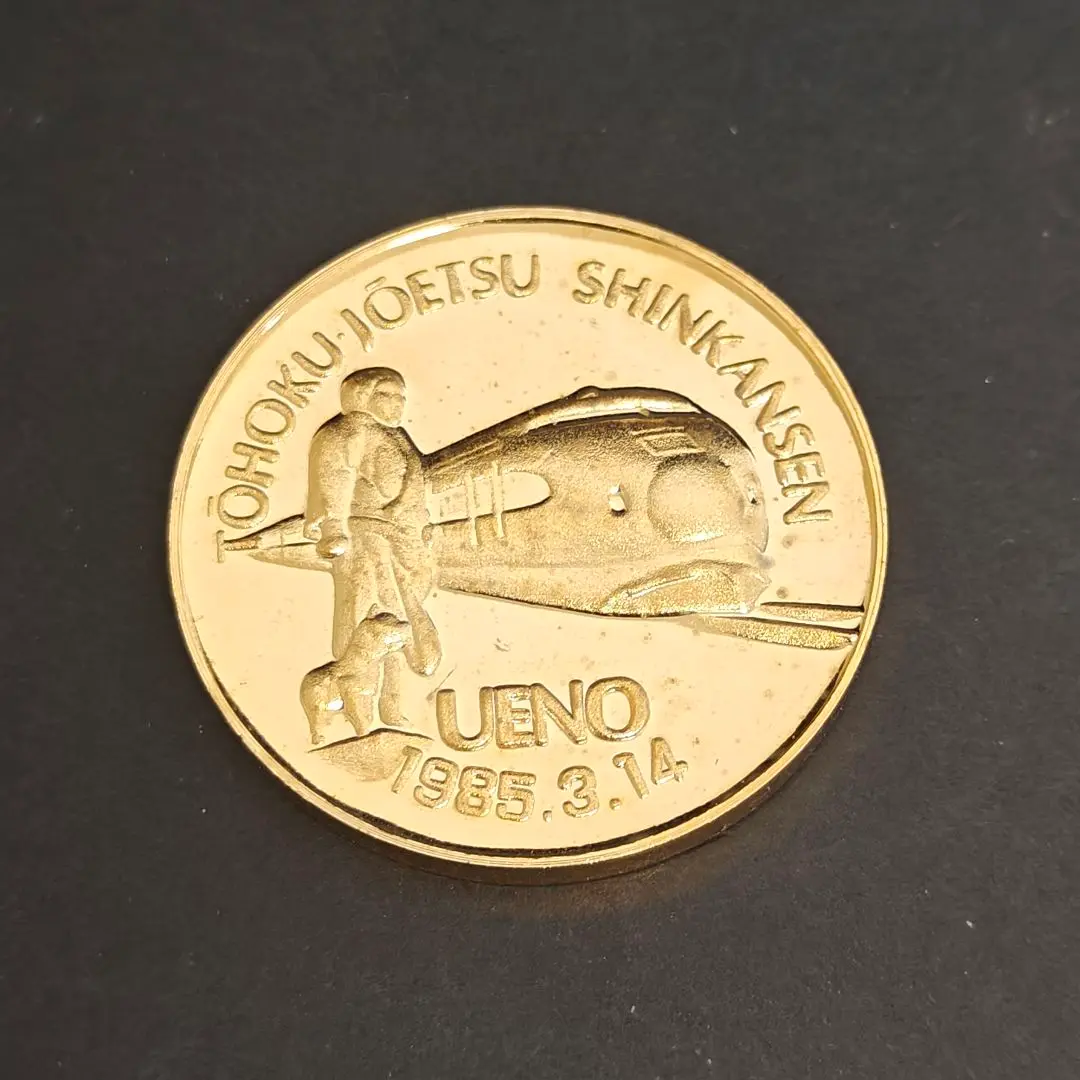 TŌHOKU·JŌETSU SHINKANSEN
UENO
1985.3.14